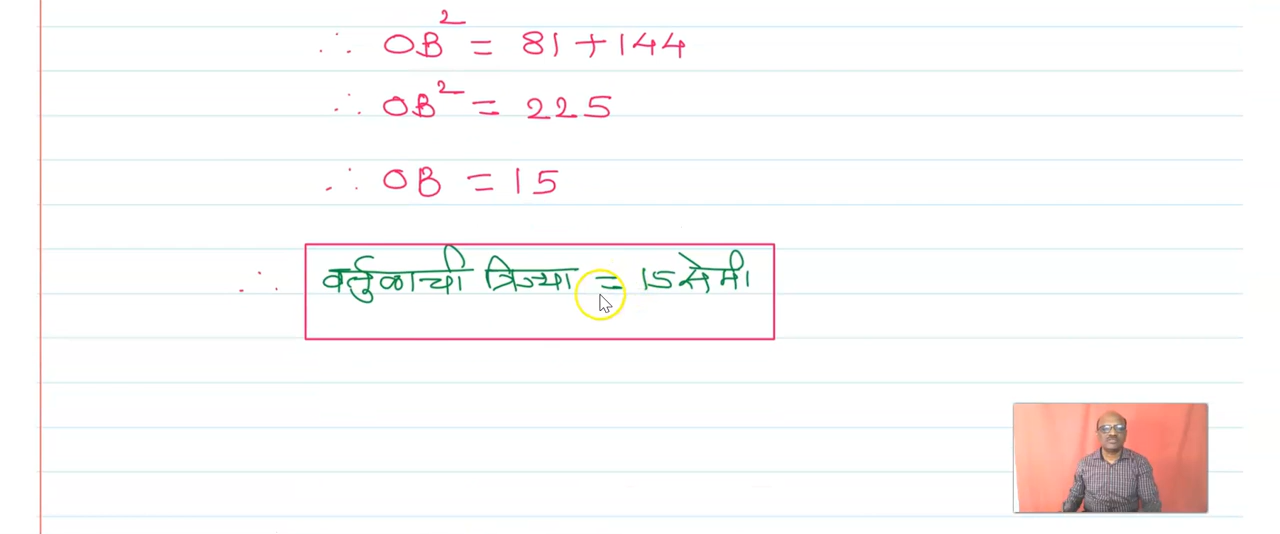 ∴ OB² = 81 + 144
∴ OB² = 225
∴ OB = 15
∴ वर्तुळाची त्रिज्या = 15 सेमी